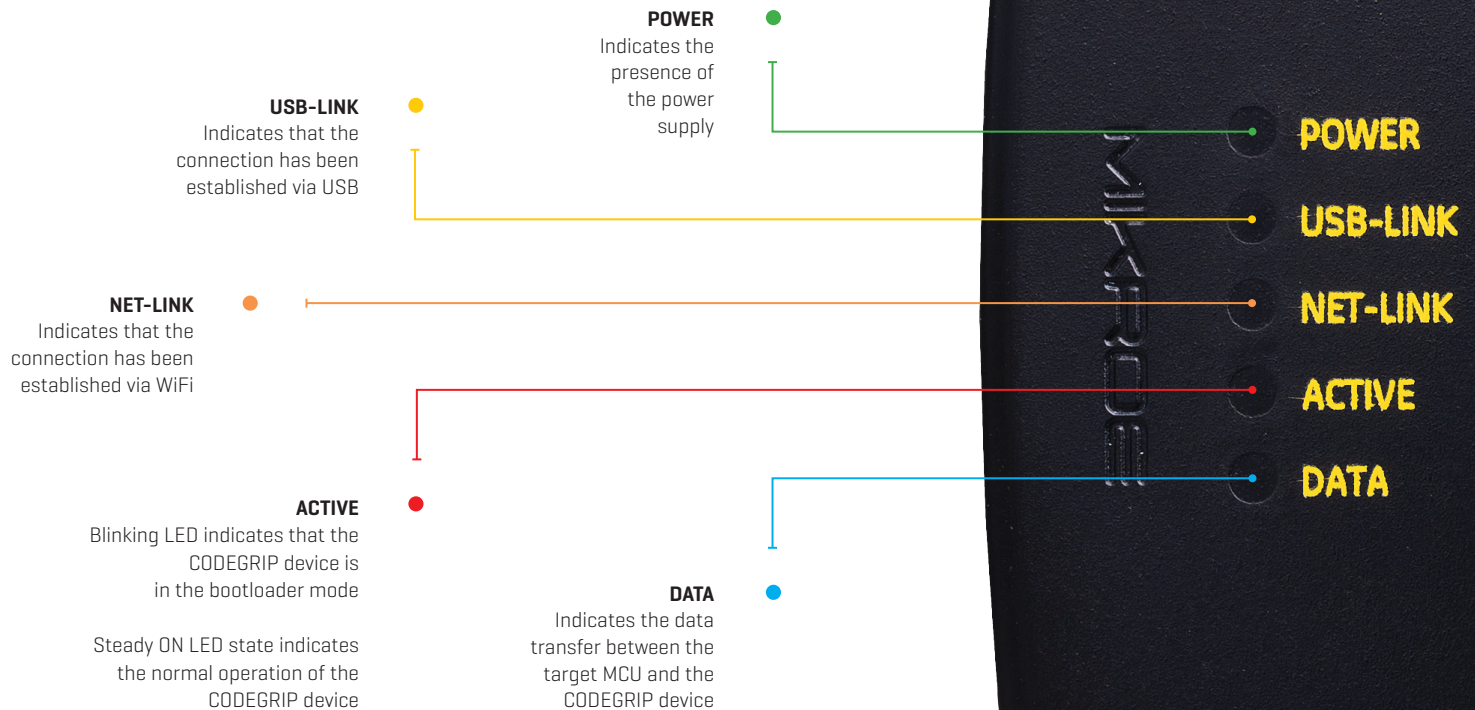 POWER
Indicates the
presence of
the power
supply
USB-LINK
Indicates that the
connection has been
established via USB
NET-LINK
Indicates that the
connection has been
established via WiFi
ACTIVE
Blinking LED indicates that the
CODEGRIP device is
in the bootloader mode
Steady ON LED state indicates
the normal operation of the
CODEGRIP device
DATA
Indicates the data
transfer between the
target MCU and the
CODEGRIP device
MIKROE
POWER
USB-LINK
NET-LINK
ACTIVE
DATA